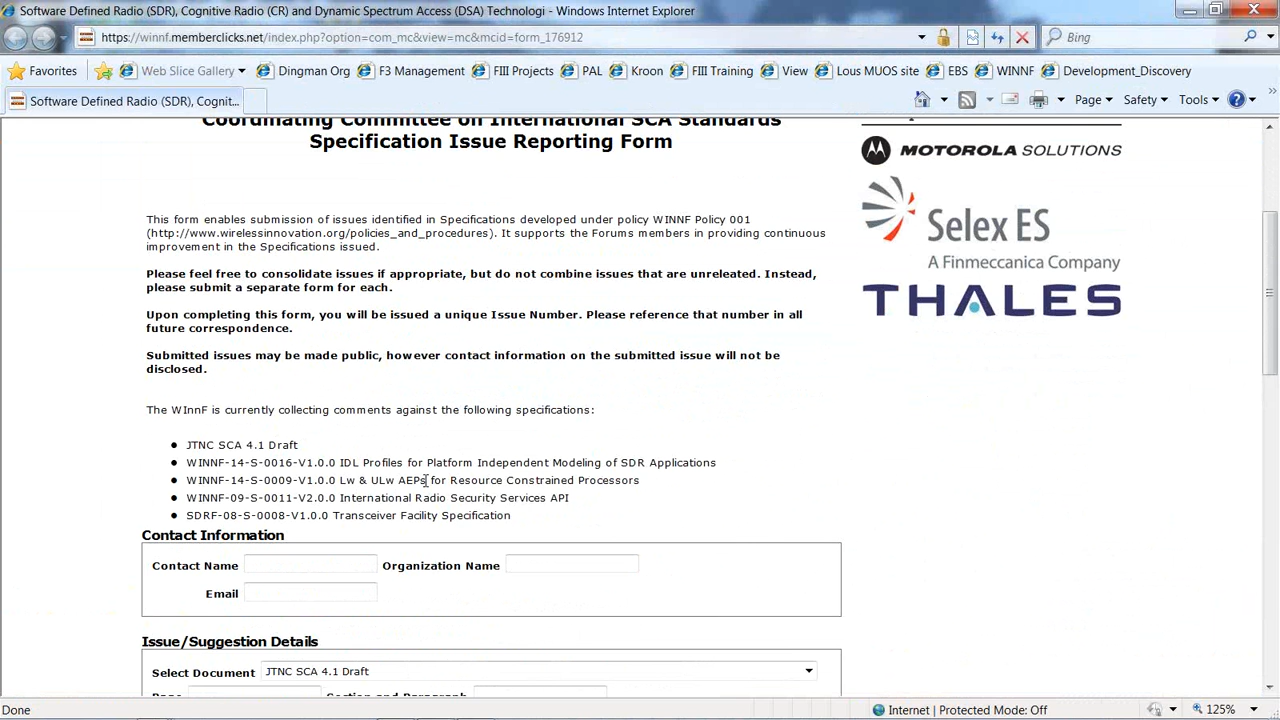 Software Defined Radio (SDR), Cognitive Radio (CR) and Dynamic Spectrum Access (DSA) Technologi - Windows Internet Explorer
https://winnf.memberclicks.net/index.php?option=com_mc&view=mc&mcid=form_176912
Bing
Favorites Web Slice Gallery Dingman Org F3 Management FIII Projects PAL Kroon FIII Training View Lous MUOS site EBS WINNF Development_Discovery
Software Defined Radio (SDR), Cognit...
Page Safety Tools
Coordinating Committee on International SCA Standards
Specification Issue Reporting Form
MOTOROLA SOLUTIONS
Selex ES
A Finmeccanica Company
THALES
This form enables submission of issues identified in Specifications developed under policy WINNF Policy 001
(http://www.wirelessinnovation.org/policies_and_procedures). It supports the Forums members in providing continuous
improvement in the Specifications issued.
Please feel free to consolidate issues if appropriate, but do not combine issues that are unreleated. Instead,
please submit a separate form for each.
Upon completing this form, you will be issued a unique Issue Number. Please reference that number in all
future correspondence.
Submitted issues may be made public, however contact information on the submitted issue will not be
disclosed.
The WInnF is currently collecting comments against the following specifications:
JTNC SCA 4.1 Draft
WINNF-14-S-0016-V1.0.0 IDL Profiles for Platform Independent Modeling of SDR Applications
WINNF-14-S-0009-V1.0.0 Lw & ULw AEPs for Resource Constrained Processors
WINNF-09-S-0011-V2.0.0 International Radio Security Services API
SDRF-08-S-0008-V1.0.0 Transceiver Facility Specification
Contact Information
Contact Name Organization Name
Email
Issue/Suggestion Details
Select Document JTNC SCA 4.1 Draft
Page Section and Paragraph
Done Internet | Protected Mode: Off 125%